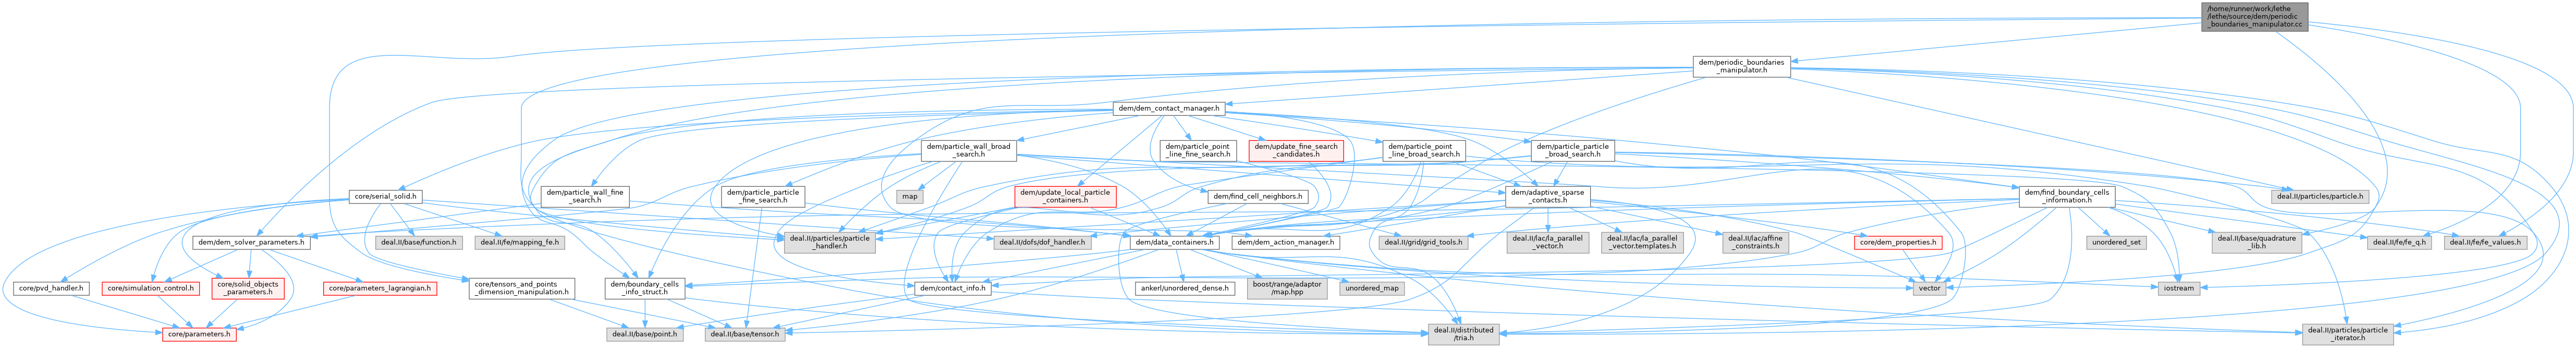 /home/runner/work/lethe
/lethe/source/dem/periodic
_boundaries_manipulator.cc
dem/periodic_boundaries
_manipulator.h
dem/dem_contact_manager.h
dem/particle_wall_broad
_search.h
dem/particle_point
_line_fine_search.h
dem/update_fine_search
_candidates.h
dem/particle_point
_line_broad_search.h
dem/particle_particle
_broad_search.h
core/serial_solid.h
dem/particle_wall_fine
_search.h
dem/particle_particle
_fine_search.h
map
dem/update_local_particle
_containers.h
dem/find_cell_neighbors.h
dem/adaptive_sparse
_contacts.h
dem/find_boundary_cells
_information.h
deal.II/particles/particle.h
dem/dem_solver_parameters.h
deal.II/base/function.h
deal.II/fe/mapping_fe.h
deal.II/particles/particle
_handler.h
deal.II/dofs/dof_handler.h
dem/data_containers.h
dem/dem_action_manager.h
deal.II/grid/grid_tools.h
deal.II/lac/la_parallel
_vector.h
deal.II/lac/la_parallel
_vector.templates.h
deal.II/lac/affine
_constraints.h
core/dem_properties.h
unordered_set
deal.II/base/quadrature
_lib.h
deal.II/fe/fe_q.h
deal.II/fe/fe_values.h
core/pvd_handler.h
core/simulation_control.h
core/solid_objects
_parameters.h
core/parameters_lagrangian.h
core/tensors_and_points
_dimension_manipulation.h
dem/boundary_cells
_info_struct.h
dem/contact_info.h
ankerl/unordered_dense.h
boost/range/adaptor
/map.hpp
unordered_map
vector
iostream
core/parameters.h
deal.II/base/point.h
deal.II/base/tensor.h
deal.II/distributed
/tria.h
deal.II/particles/particle
_iterator.h